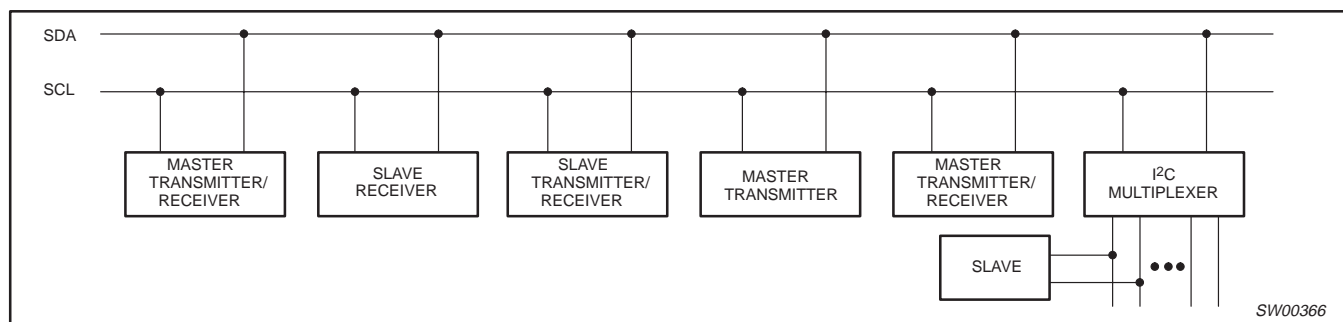 SDA
SCL
MASTER
TRANSMITTER/
RECEIVER
SLAVE
RECEIVER
SLAVE
TRANSMITTER/
RECEIVER
MASTER
TRANSMITTER
MASTER
TRANSMITTER/
RECEIVER
I²C
MULTIPLEXER
SLAVE
SW00366